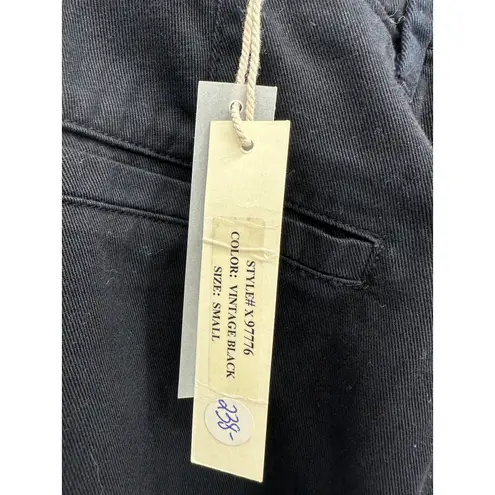 STYLE# X 97776
COLOR: VINTAGE BLACK
SIZE: SMALL
238-